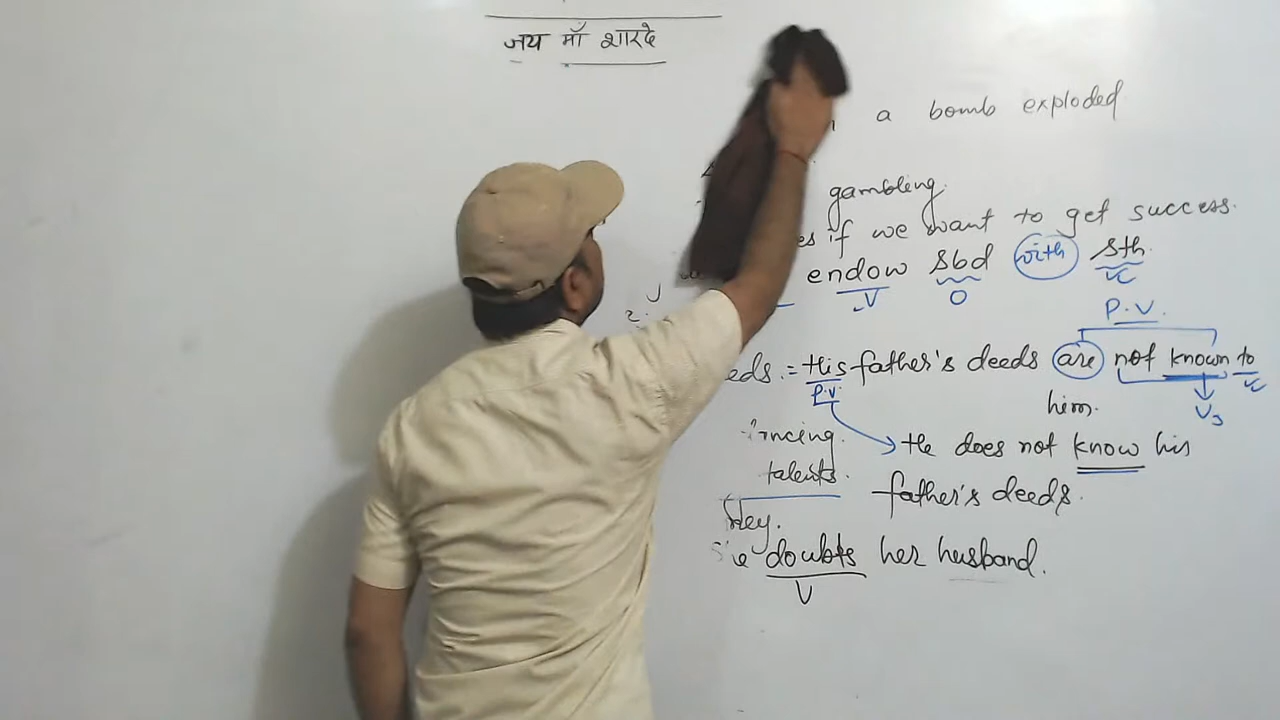 जय माँ शारदे
a bomb exploded
gambling.
if we want to get success.
endow sbd with sth.
V O
P.V.
eds. = His father's deeds are not known to
P.V. V3
him.
He does not know his
talents. father's deeds.
doubts her husband.
V